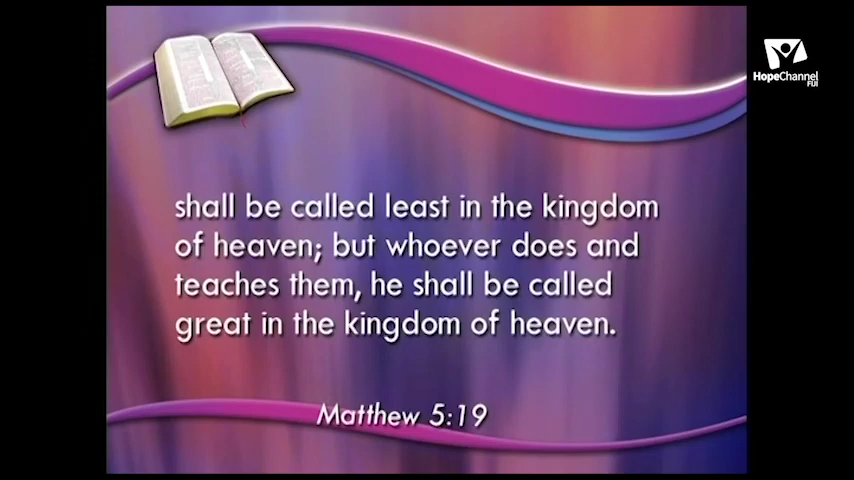 HopeChannel
FIJI
shall be called least in the kingdom
of heaven; but whoever does and
teaches them, he shall be called
great in the kingdom of heaven.
Matthew 5:19